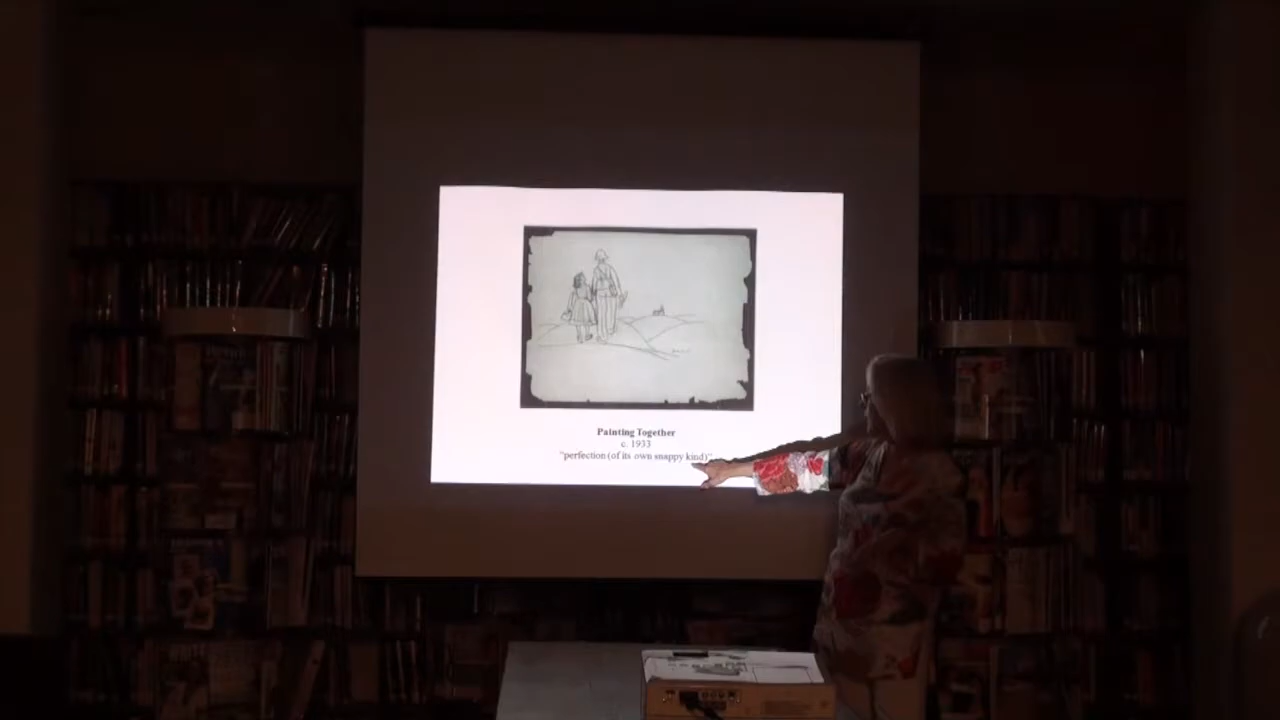 Painting Together
c. 1933
"perfection (of its own snappy kind)"